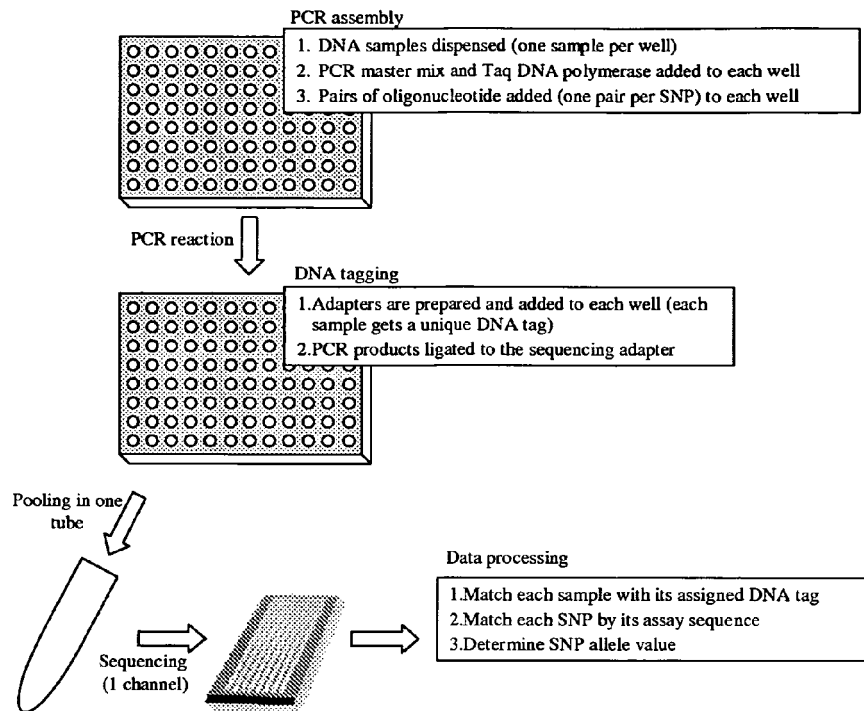 PCR assembly
1. DNA samples dispensed (one sample per well)
2. PCR master mix and Taq DNA polymerase added to each well
3. Pairs of oligonucleotide added (one pair per SNP) to each well
PCR reaction
DNA tagging
1.Adapters are prepared and added to each well (each
sample gets a unique DNA tag)
2.PCR products ligated to the sequencing adapter
Pooling in one
tube
Sequencing
(1 channel)
Data processing
1.Match each sample with its assigned DNA tag
2.Match each SNP by its assay sequence
3.Determine SNP allele value